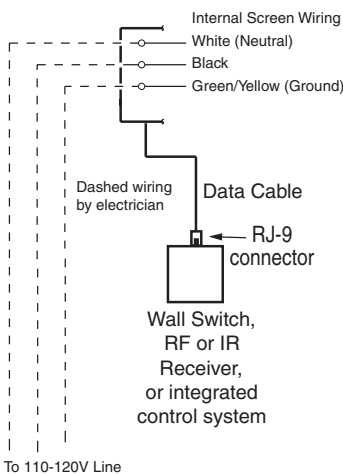 Internal Screen Wiring
White (Neutral)
Black
Green/Yellow (Ground)
Dashed wiring
by electrician
Data Cable
RJ-9
connector
Wall Switch,
RF or IR
Receiver,
or integrated
control system
To 110-120V Line